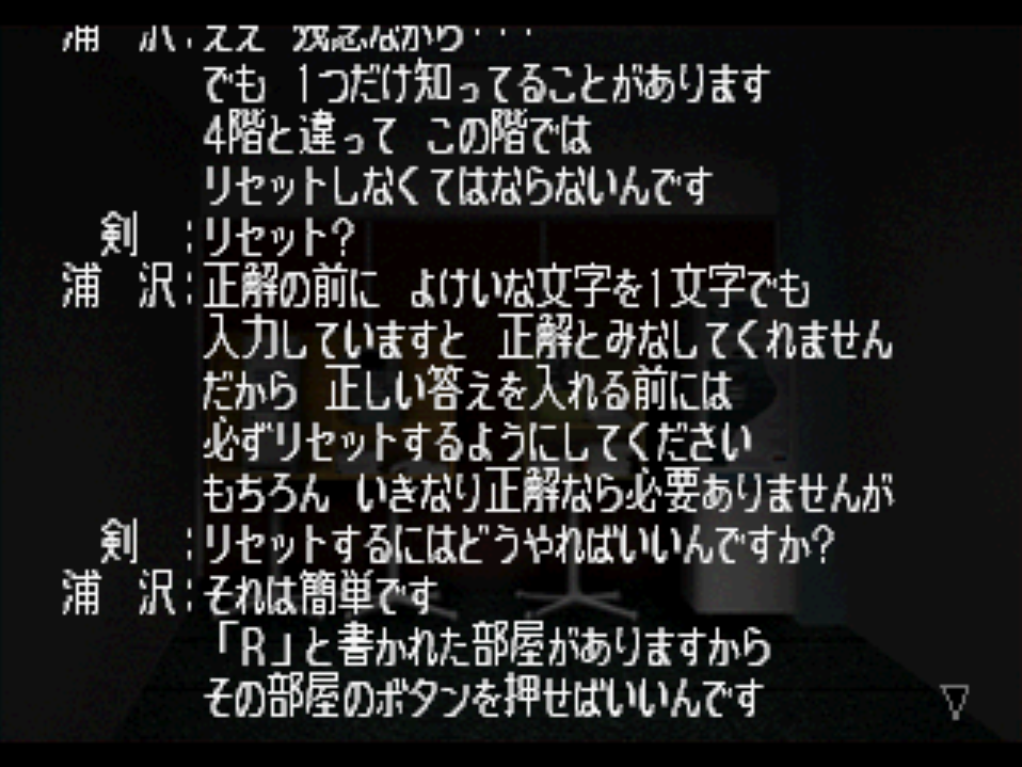 浦 沢:ええ 残念ながら・・・
でも 1つだけ知ってることがあります
4階と違って この階では
リセットしなくてはならないんです
剣 :リセット?
浦 沢:正解の前に よけいな文字を1文字でも
入力していますと 正解とみなしてくれません
だから 正しい答えを入れる前には
必ずリセットするようにしてください
もちろん いきなり正解なら必要ありませんが
剣 :リセットするにはどうやればいいんですか?
浦 沢:それは簡単です
「R」と書かれた部屋がありますから
その部屋のボタンを押せばいいんです